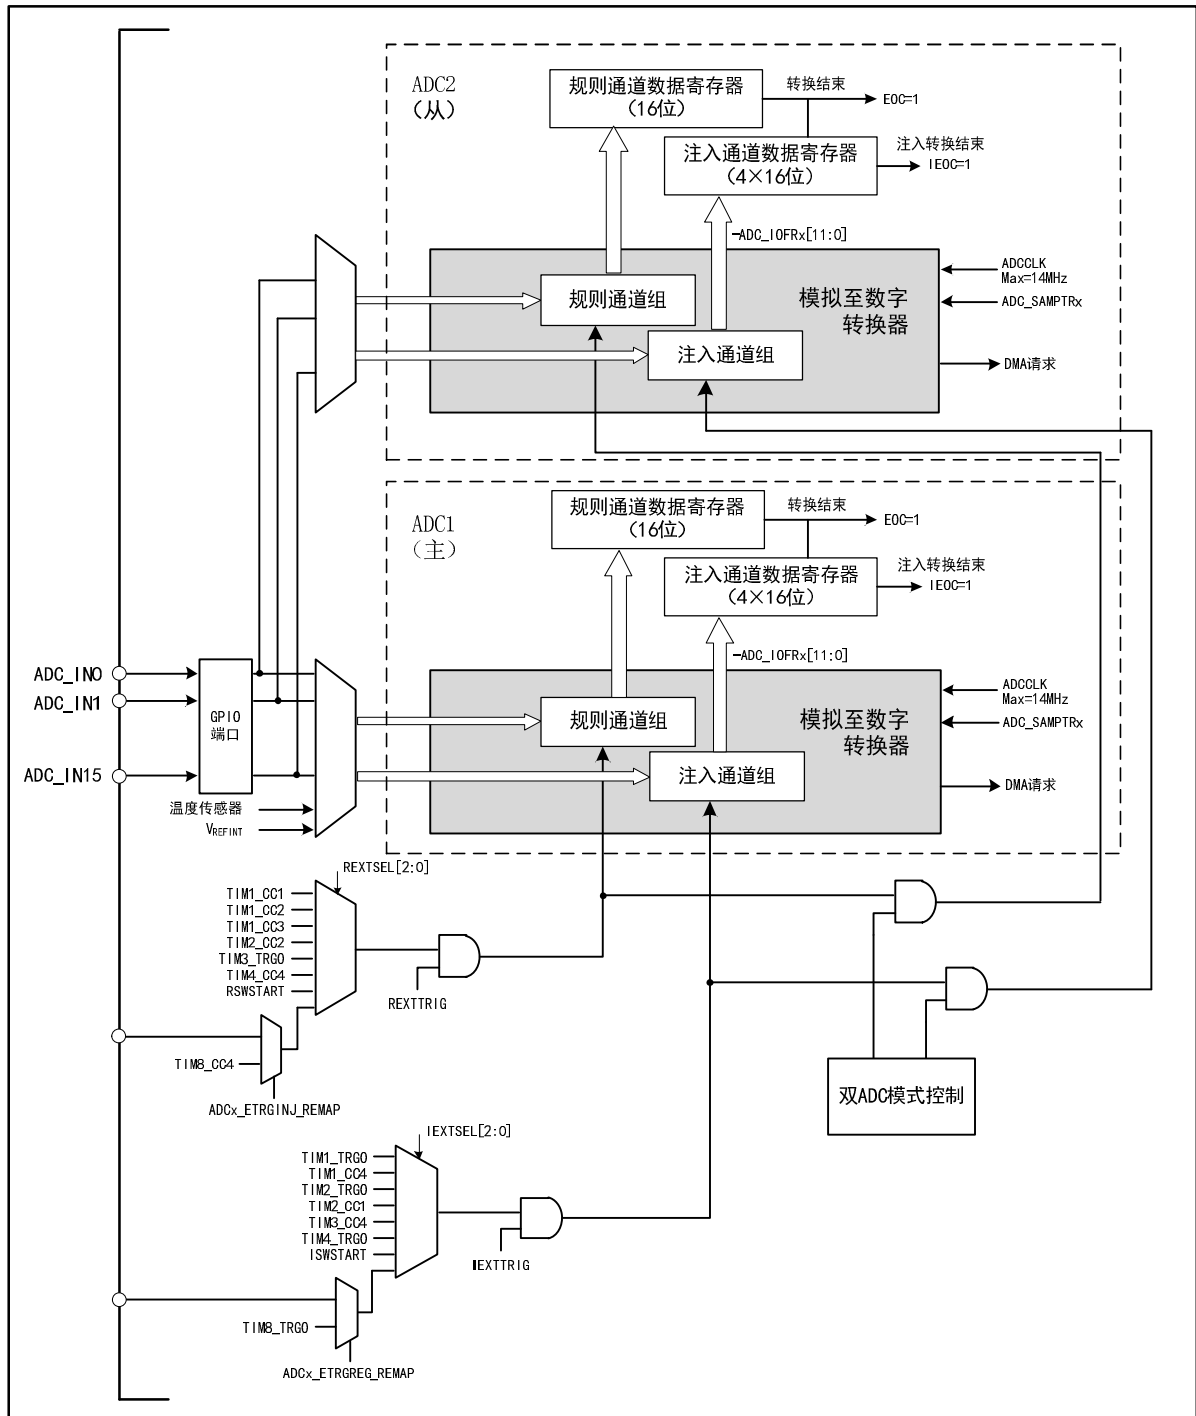 ADC2
(从)
规则通道数据寄存器
(16位)
转换结束
EOC=1
注入通道数据寄存器
(4×16位)
注入转换结束
IEOC=1
-ADC_IOFRx[11:0]
规则通道组
注入通道组
模拟至数字
转换器
ADCCLK
Max=14MHz
ADC_SAMPTRx
DMA请求
ADC1
(主)
规则通道数据寄存器
(16位)
转换结束
EOC=1
注入通道数据寄存器
(4×16位)
注入转换结束
IEOC=1
-ADC_IOFRx[11:0]
规则通道组
注入通道组
模拟至数字
转换器
ADCCLK
Max=14MHz
ADC_SAMPTRx
DMA请求
ADC_IN0
ADC_IN1
ADC_IN15
GPIO
端口
温度传感器
VREFINT
REXTSEL[2:0]
TIM1_CC1
TIM1_CC2
TIM1_CC3
TIM2_CC2
TIM3_TRGO
TIM4_CC4
RSWSTART
REXTTRIG
TIM8_CC4
ADCx_ETRGINJ_REMAP
双ADC模式控制
IEXTSEL[2:0]
TIM1_TRGO
TIM1_CC4
TIM2_TRGO
TIM2_CC1
TIM3_CC4
TIM4_TRGO
ISWSTART
IEXTTRIG
TIM8_TRGO
ADCx_ETRGREG_REMAP